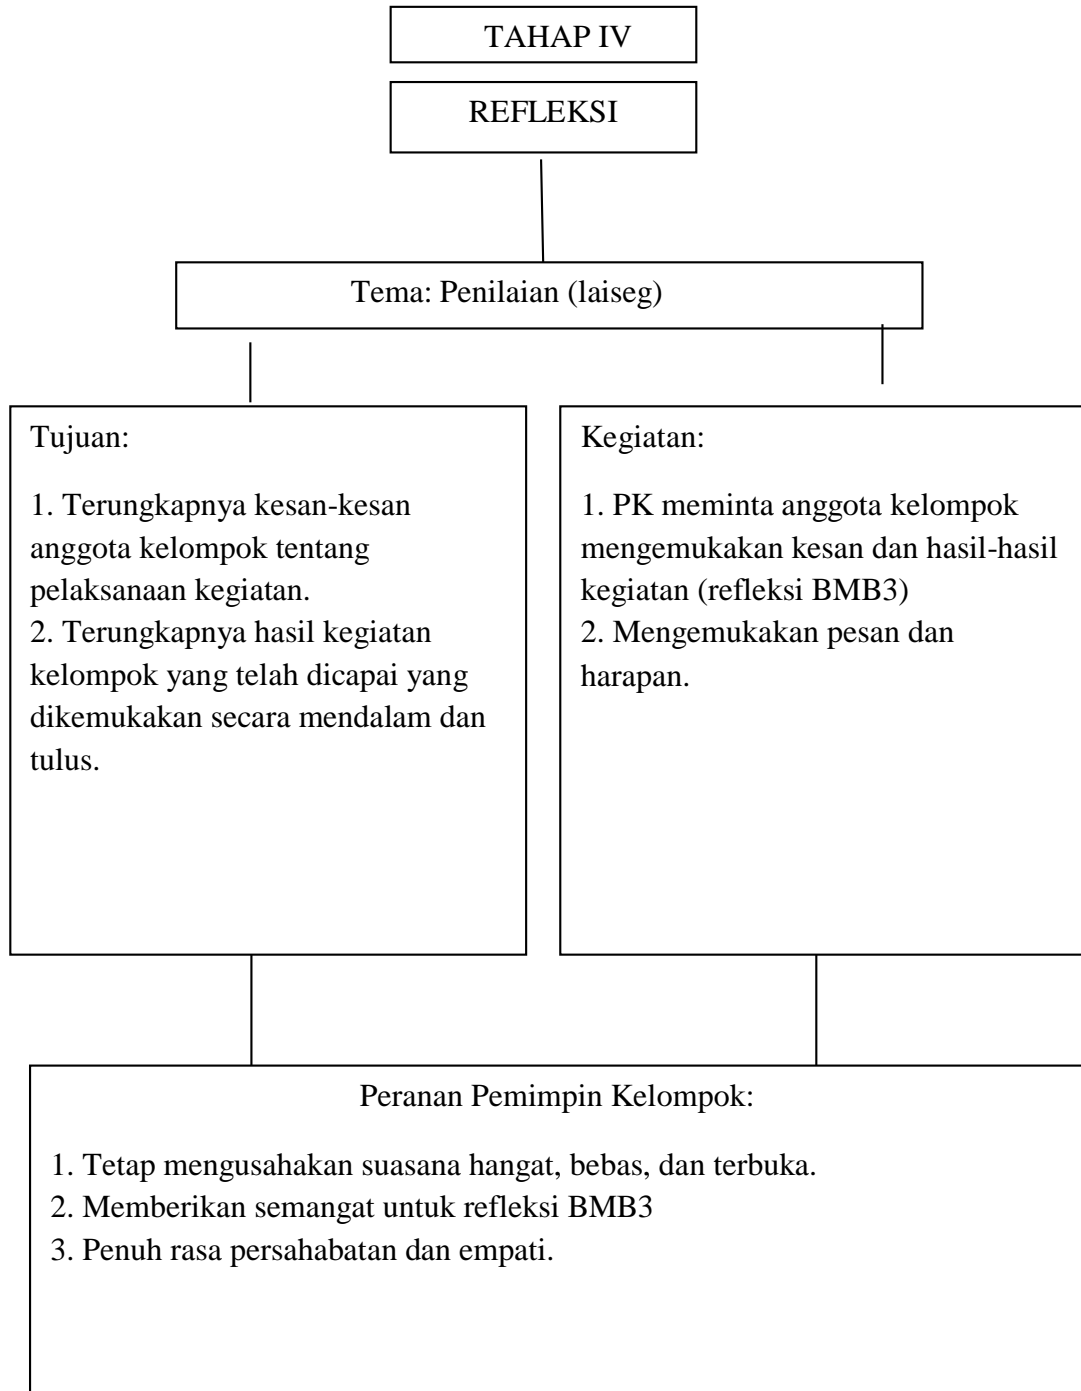 TAHAP IV
REFLEKSI
Tema: Penilaian (laiseg)
Tujuan:
1. Terungkapnya kesan-kesan
anggota kelompok tentang
pelaksanaan kegiatan.
2. Terungkapnya hasil kegiatan
kelompok yang telah dicapai yang
dikemukakan secara mendalam dan
tulus.
Kegiatan:
1. PK meminta anggota kelompok
mengemukakan kesan dan hasil-hasil
kegiatan (refleksi BMB3)
2. Mengemukakan pesan dan
harapan.
Peranan Pemimpin Kelompok:
1. Tetap mengusahakan suasana hangat, bebas, dan terbuka.
2. Memberikan semangat untuk refleksi BMB3
3. Penuh rasa persahabatan dan empati.